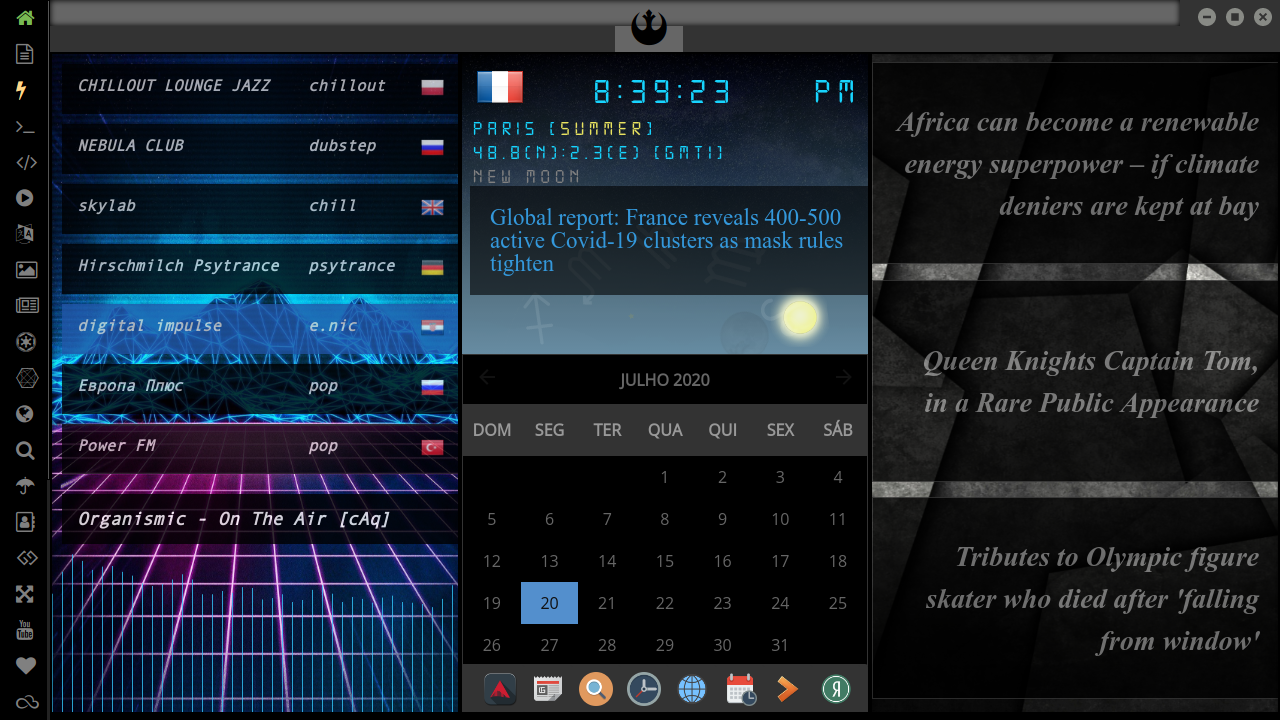 CHILLOUT LOUNGE JAZZ chillout
NEBULA CLUB dubstep
skylab chill
Hirschmilch Psytrance psytrance
digital impulse e.nic
Европа Плюс pop
Power FM pop
Organismic - On The Air [cAq]
8:39:23 PM
PARIS (SUMMER)
48.8(N):2.3(E) (GMT1)
NEW MOON
Global report: France reveals 400-500
active Covid-19 clusters as mask rules
tighten
JULHO 2020
DOM SEG TER QUA QUI SEX SÁB
1 2 3 4
5 6 7 8 9 10 11
12 13 14 15 16 17 18
19 20 21 22 23 24 25
26 27 28 29 30 31
Africa can become a renewable
energy superpower – if climate
deniers are kept at bay
Queen Knights Captain Tom,
in a Rare Public Appearance
Tributes to Olympic figure
skater who died after 'falling
from window'
You
Tube
Я